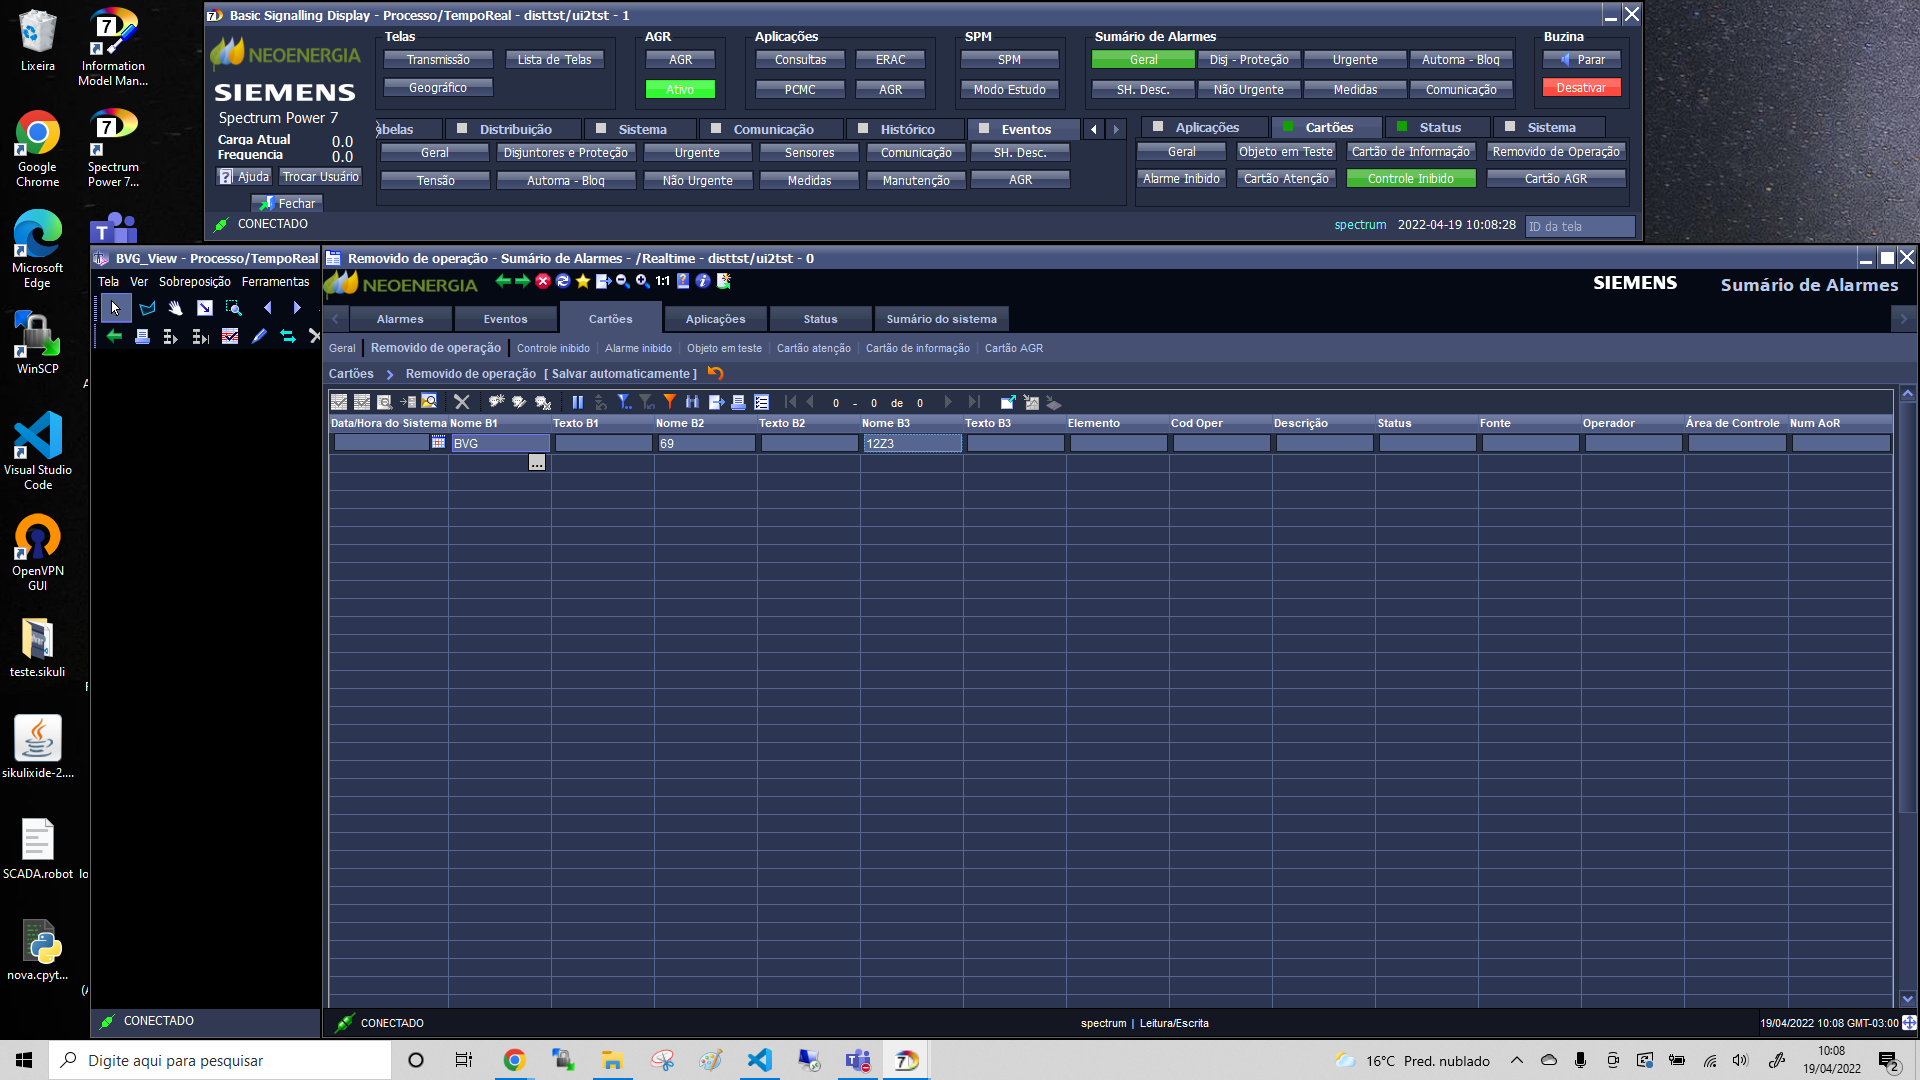 Lixeira
Information
Model Man...
Google
Chrome
Spectrum
Power 7...
Microsoft
Edge
WinSCP
Visual Studio
Code
OpenVPN
GUI
teste.sikuli
sikulixide-2....
SCADA.robot
nova.cpyt...
Basic Signalling Display - Processo/TempoReal - disttst/ui2tst - 1
NEOENERGIA
SIEMENS
Spectrum Power 7
Carga Atual 0.0
Frequencia 0.0
Ajuda Trocar Usuário
Fechar
CONECTADO
Telas
Transmissão Lista de Telas
Geográfico
AGR
AGR
Ativo
Aplicações
Consultas ERAC
PCMC AGR
SPM
SPM
Modo Estudo
Sumário de Alarmes
Geral Disj - Proteção Urgente Automa - Bloq
SH. Desc. Não Urgente Medidas Comunicação
Buzina
Parar
Desativar
abelas Distribuição Sistema Comunicação Histórico Eventos
Geral Disjuntores e Proteção Urgente Sensores Comunicação SH. Desc.
Tensão Automa - Bloq Não Urgente Medidas Manutenção AGR
Aplicações Cartões Status Sistema
Geral Objeto em Teste Cartão de Informação Removido de Operação
Alarme Inibido Cartão Atenção Controle Inibido Cartão AGR
spectrum 2022-04-19 10:08:28 ID da tela
BVG_View - Processo/TempoReal
Tela Ver Sobreposição Ferramentas
CONECTADO
Removido de operação - Sumário de Alarmes - /Realtime - disttst/ui2tst - 0
NEOENERGIA 1:1 SIEMENS Sumário de Alarmes
Alarmes Eventos Cartões Aplicações Status Sumário do sistema
Geral Removido de operação Controle inibido Alarme inibido Objeto em teste Cartão atenção Cartão de informação Cartão AGR
Cartões > Removido de operação [ Salvar automaticamente ]
0 - 0 de 0
Data/Hora do Sistema Nome B1 Texto B1 Nome B2 Texto B2 Nome B3 Texto B3 Elemento Cod Oper Descrição Status Fonte Operador Área de Controle Num AoR
BVG 69 12Z3
...
CONECTADO spectrum | Leitura/Escrita 19/04/2022 10:08 GMT-03:00
Digite aqui para pesquisar
16°C Pred. nublado
10:08
19/04/2022
2